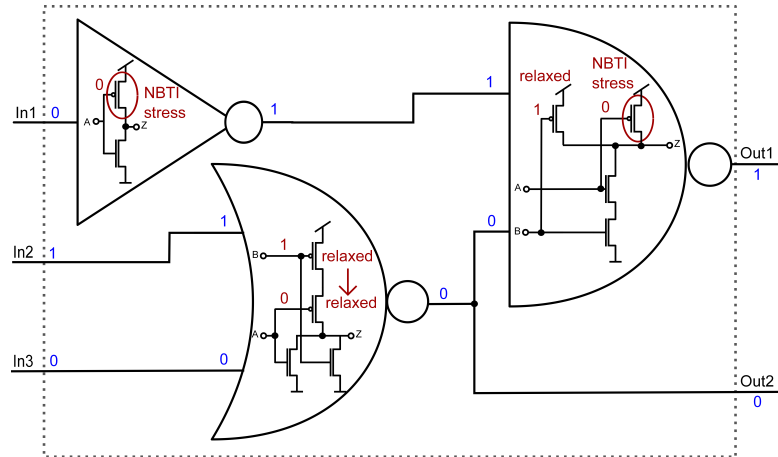 In1
0
0
NBTI
stress
A
Z
1
1
relaxed
NBTI
stress
1
0
Z
A
B
0
Out1
1
In2
1
1
B
1
relaxed
0
relaxed
A
Z
0
In3
0
0
Out2
0